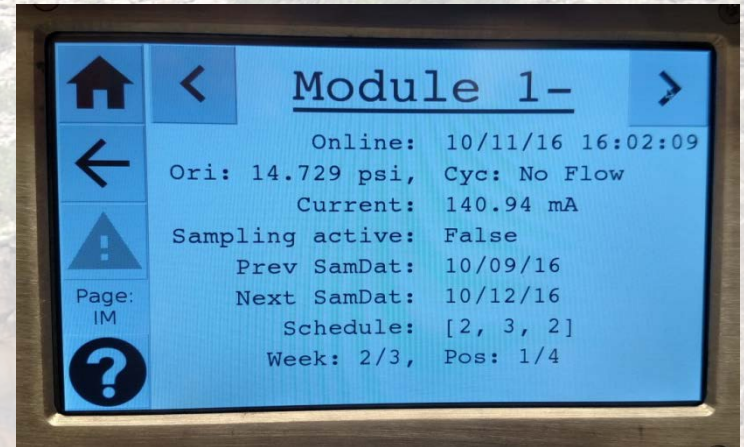 Module 1-
Online: 10/11/16 16:02:09
Ori: 14.729 psi, Cyc: No Flow
Current: 140.94 mA
Sampling active: False
Prev SamDat: 10/09/16
Next SamDat: 10/12/16
Schedule: [2, 3, 2]
Week: 2/3, Pos: 1/4
Page:
IM